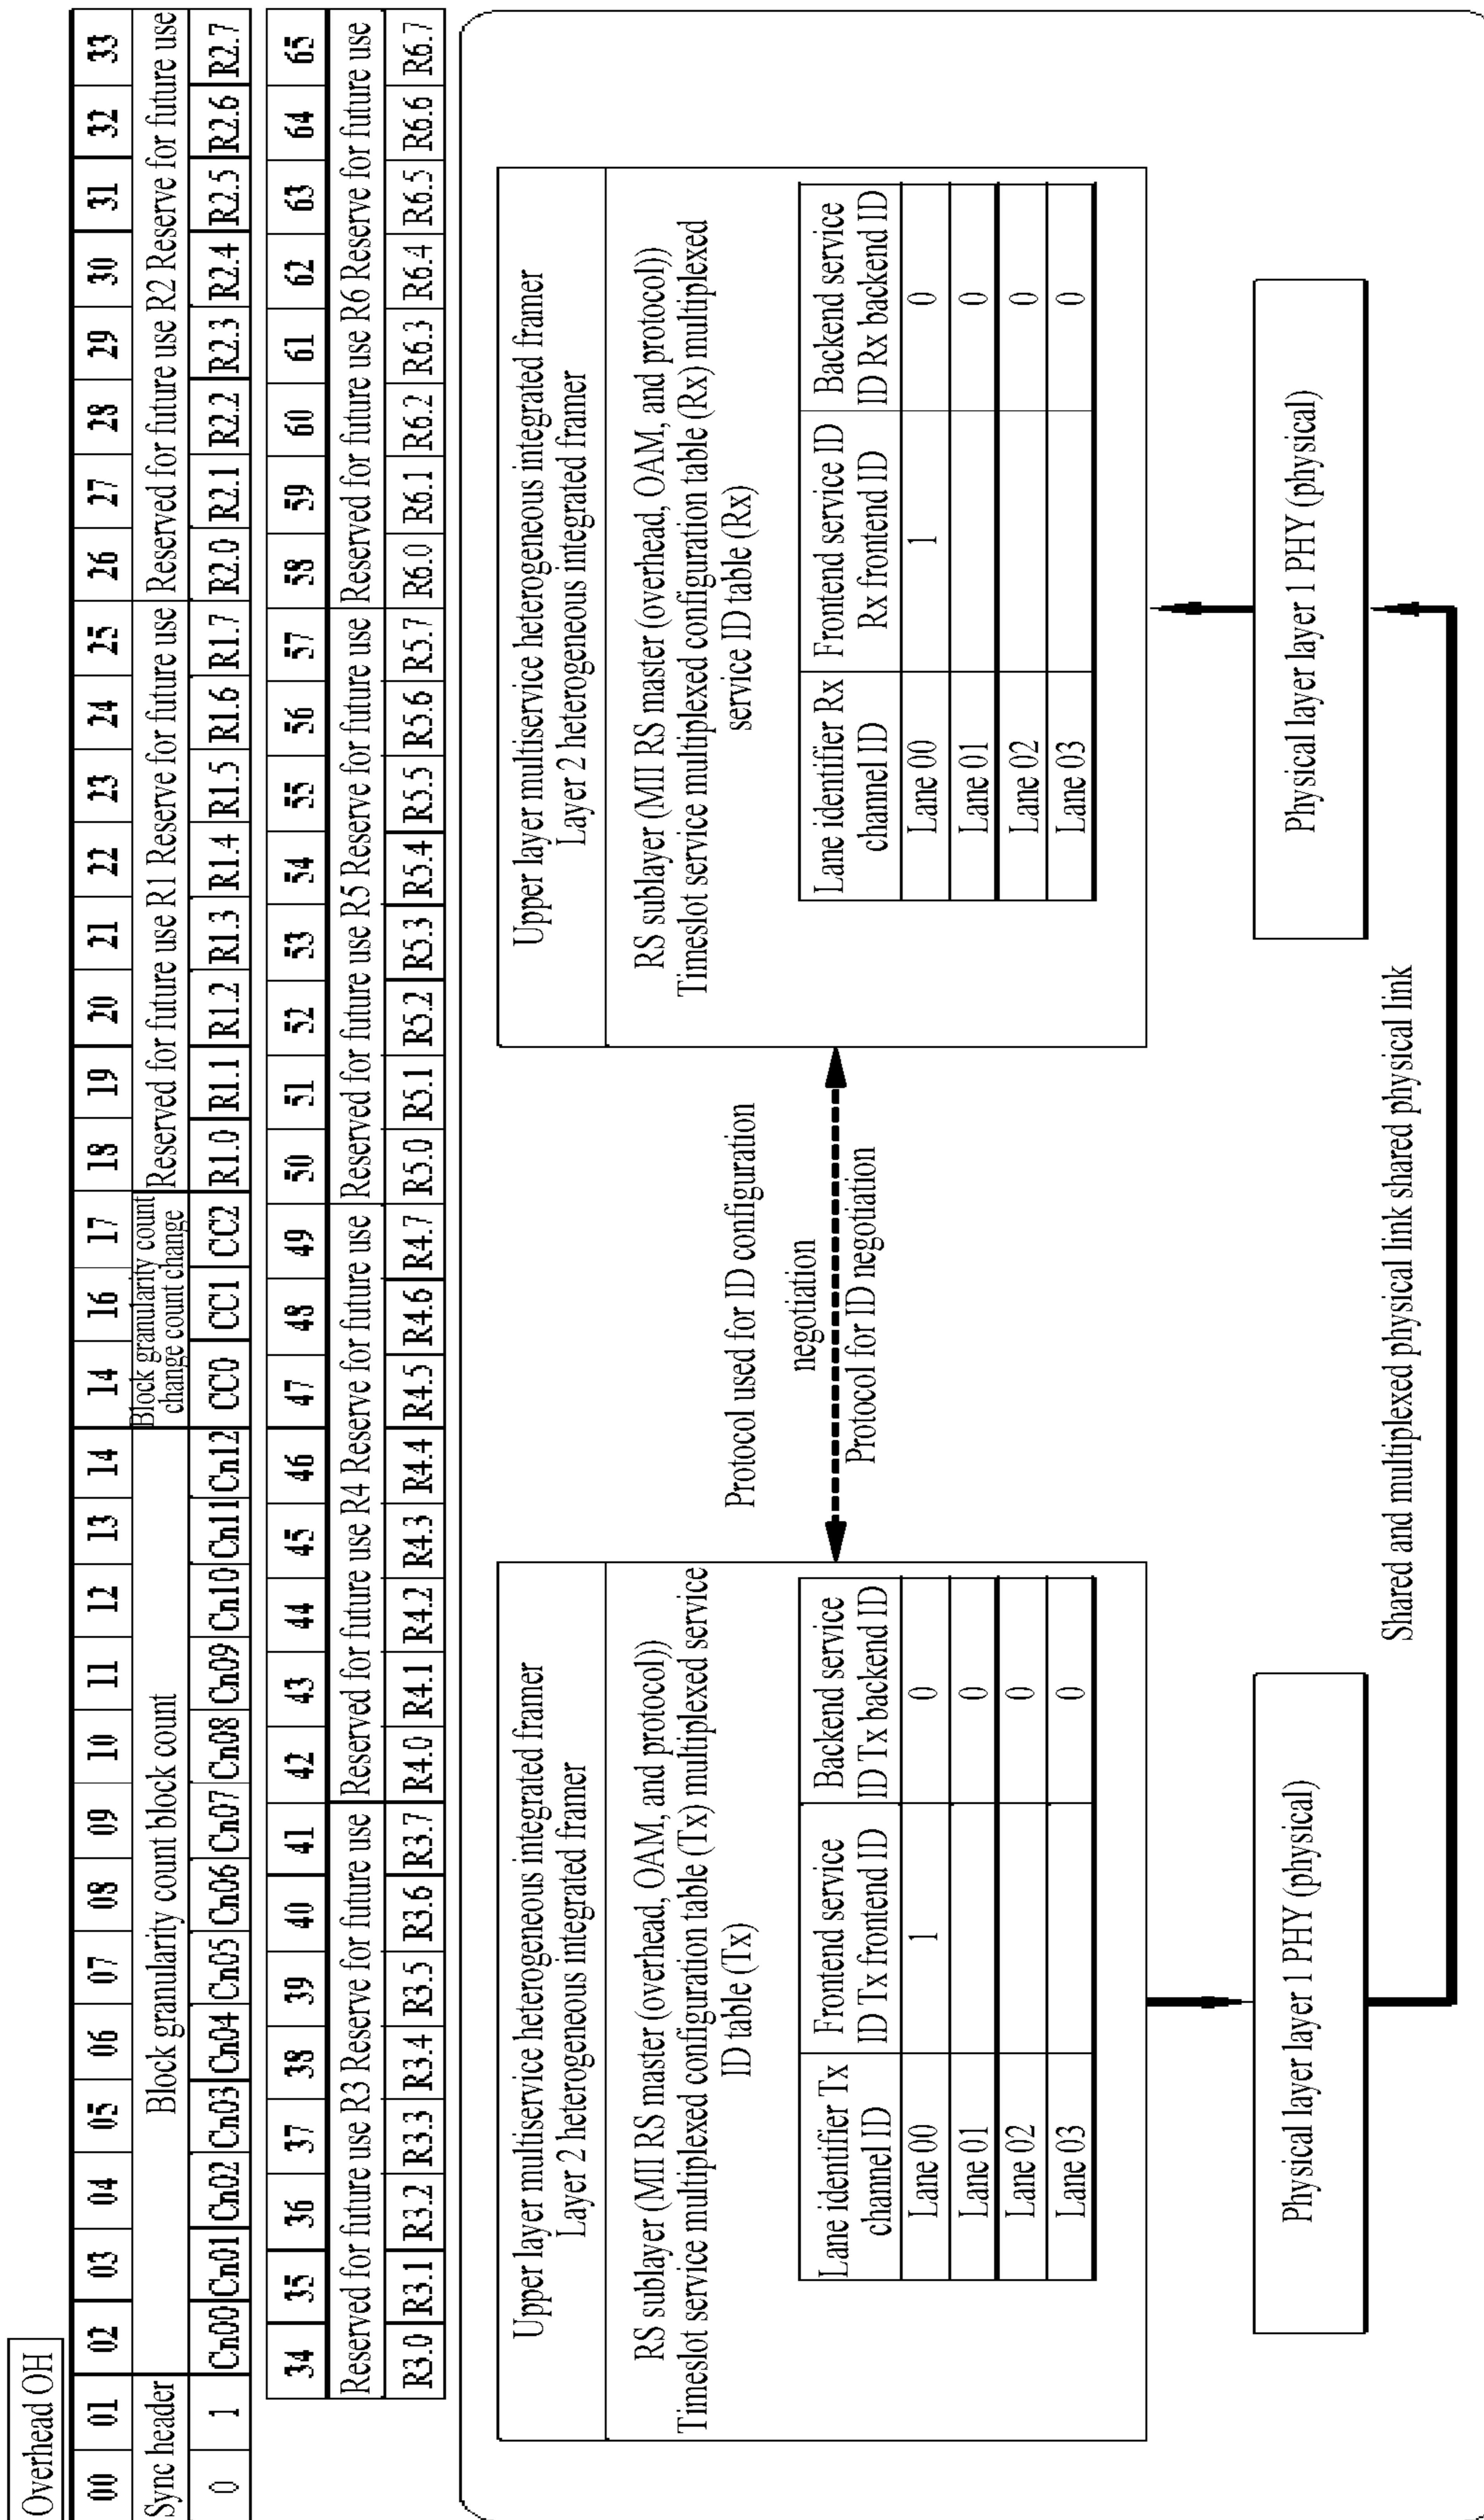 Overhead OH
00 01 02 03 04 05 06 07 08 09 10 11 12 13 14 14 16 17 18 19 20 21 22 23 24 25 26 27 28 29 30 31 32 33
Sync header Block granularity count block count Block granularity count change count change Reserved for future use R1 Reserve for future use Reserved for future use R2 Reserve for future use
0 1 Cn00 Cn01 Cn02 Cn03 Cn04 Cn05 Cn06 Cn07 Cn08 Cn09 Cn10 Cn11 Cn12 CC0 CC1 CC2 R1.0 R1.1 R1.2 R1.3 R1.4 R1.5 R1.6 R1.7 R2.0 R2.1 R2.2 R2.3 R2.4 R2.5 R2.6 R2.7
34 35 36 37 38 39 40 41 42 43 44 45 46 47 48 49 50 51 52 53 54 55 56 57 58 59 60 61 62 63 64 65
Reserved for future use R3 Reserve for future use Reserved for future use R4 Reserve for future use Reserved for future use R5 Reserve for future use Reserved for future use R6 Reserve for future use
R3.0 R3.1 R3.2 R3.3 R3.4 R3.5 R3.6 R3.7 R4.0 R4.1 R4.2 R4.3 R4.4 R4.5 R4.6 R4.7 R5.0 R5.1 R5.2 R5.3 R5.4 R5.5 R5.6 R5.7 R6.0 R6.1 R6.2 R6.3 R6.4 R6.5 R6.6 R6.7
Upper layer multiservice heterogeneous integrated framer
Layer 2 heterogeneous integrated framer
RS sublayer (MII RS master (overhead, OAM, and protocol))
Timeslot service multiplexed configuration table (Tx) multiplexed service
ID table (Tx)
Lane identifier Tx Frontend service Backend service
channel ID ID Tx frontend ID ID Tx backend ID
Lane 00 1 0
Lane 01 0
Lane 02 0
Lane 03 0
Physical layer layer 1 PHY (physical)
Protocol used for ID configuration
negotiation
Protocol for ID negotiation
Upper layer multiservice heterogeneous integrated framer
Layer 2 heterogeneous integrated framer
RS sublayer (MII RS master (overhead, OAM, and protocol))
Timeslot service multiplexed configuration table (Rx) multiplexed
service ID table (Rx)
Lane identifier Rx Frontend service ID Backend service
channel ID Rx frontend ID ID Rx backend ID
Lane 00 1 0
Lane 01 0
Lane 02 0
Lane 03 0
Physical layer layer 1 PHY (physical)
Shared and multiplexed physical link shared physical link